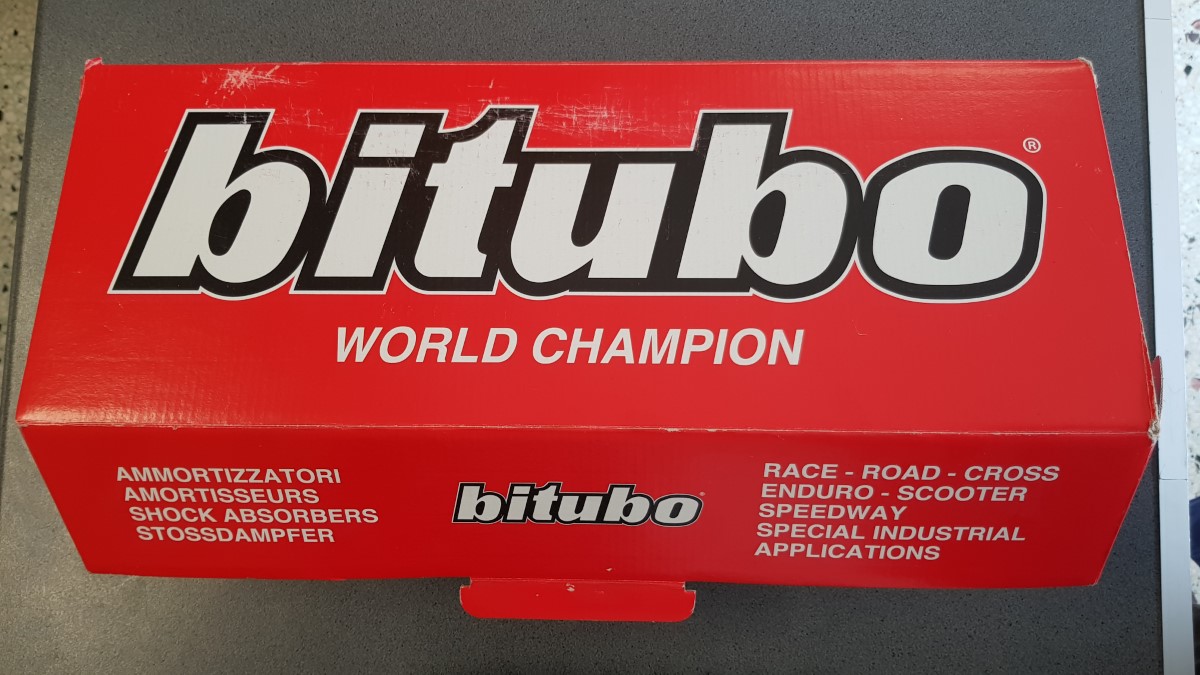 bitubo®
WORLD CHAMPION
AMMORTIZZATORI
AMORTISSEURS
SHOCK ABSORBERS
STOSSDAMPFER
bitubo®
RACE - ROAD - CROSS
ENDURO - SCOOTER
SPEEDWAY
SPECIAL INDUSTRIAL
APPLICATIONS